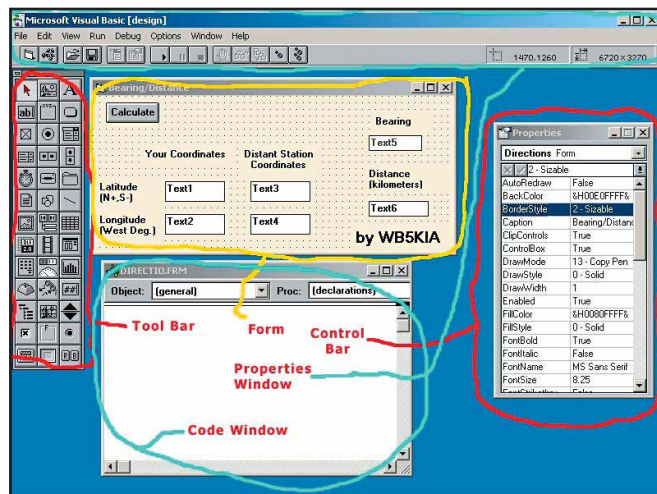 Microsoft Visual Basic [design]
File Edit View Run Debug Options Window Help
1470.1260 6720×3270
Bearing/Distance
Calculate
Bearing
Text5
Your Coordinates Distant Station Coordinates
Distance (kilometers)
Latitude (N+,S-) Text1 Text3
Text6
Longitude (West Deg.) Text2 Text4
by WB5KIA
DIRECTIO.FRM
Object: (general) Proc: (declarations)
Tool Bar
Form
Control Bar
Properties Window
Code Window
Properties
Directions Form
2 - Sizable
AutoRedraw False
BackColor &H00E0FFFF&
BorderStyle 2 - Sizable
Caption Bearing/Distanc
ClipControls True
ControlBox True
DrawMode 13 - Copy Pen
DrawStyle 0 - Solid
DrawWidth 1
Enabled True
FillColor &H0080FFFF&
FillStyle 0 - Solid
FontBold True
FontItalic False
FontName MS Sans Serif
FontSize 8.25